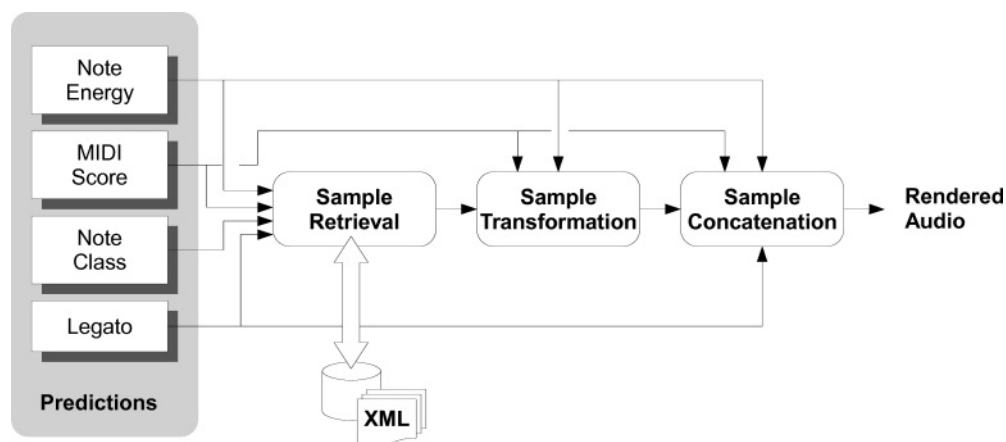 Note
Energy
MIDI
Score
Note
Class
Legato
Predictions
Sample
Retrieval
Sample
Transformation
Sample
Concatenation
Rendered
Audio
XML